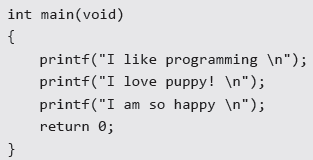 int main(void)
{
    printf("I like programming \n");
    printf("I love puppy! \n");
    printf("I am so happy \n");
    return 0;
}